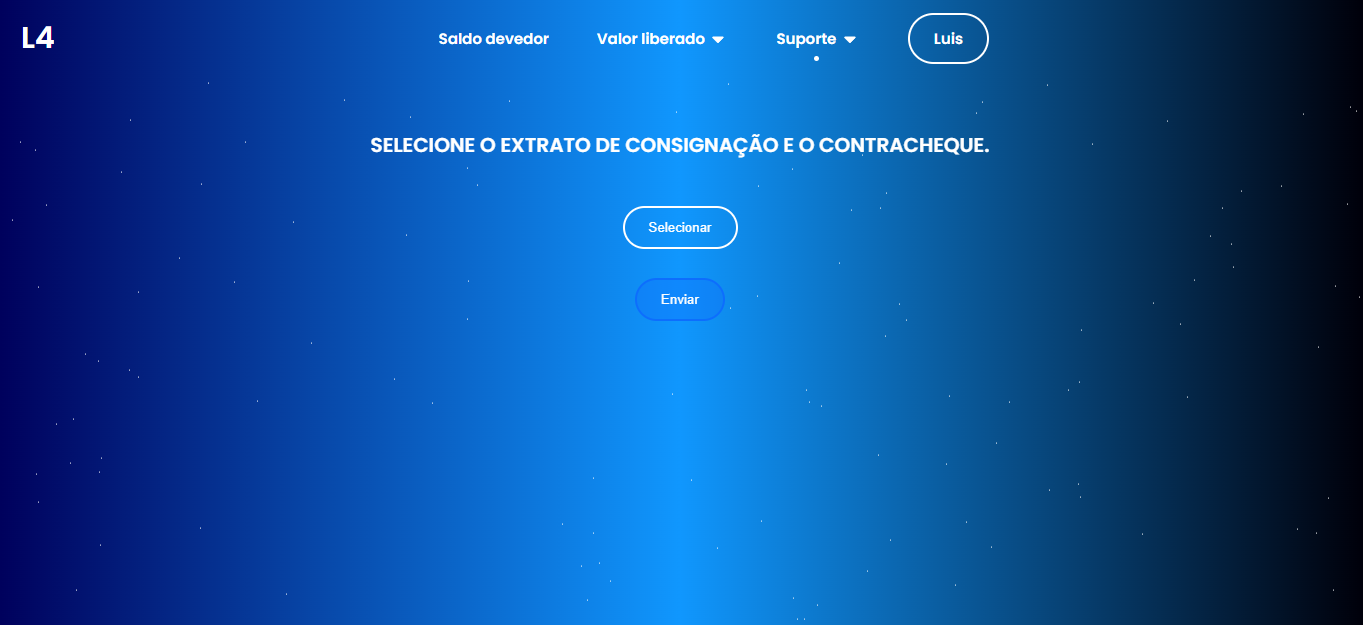 L4
Saldo devedor Valor liberado Suporte Luis
SELECIONE O EXTRATO DE CONSIGNAÇÃO E O CONTRACHEQUE.
Selecionar
Enviar